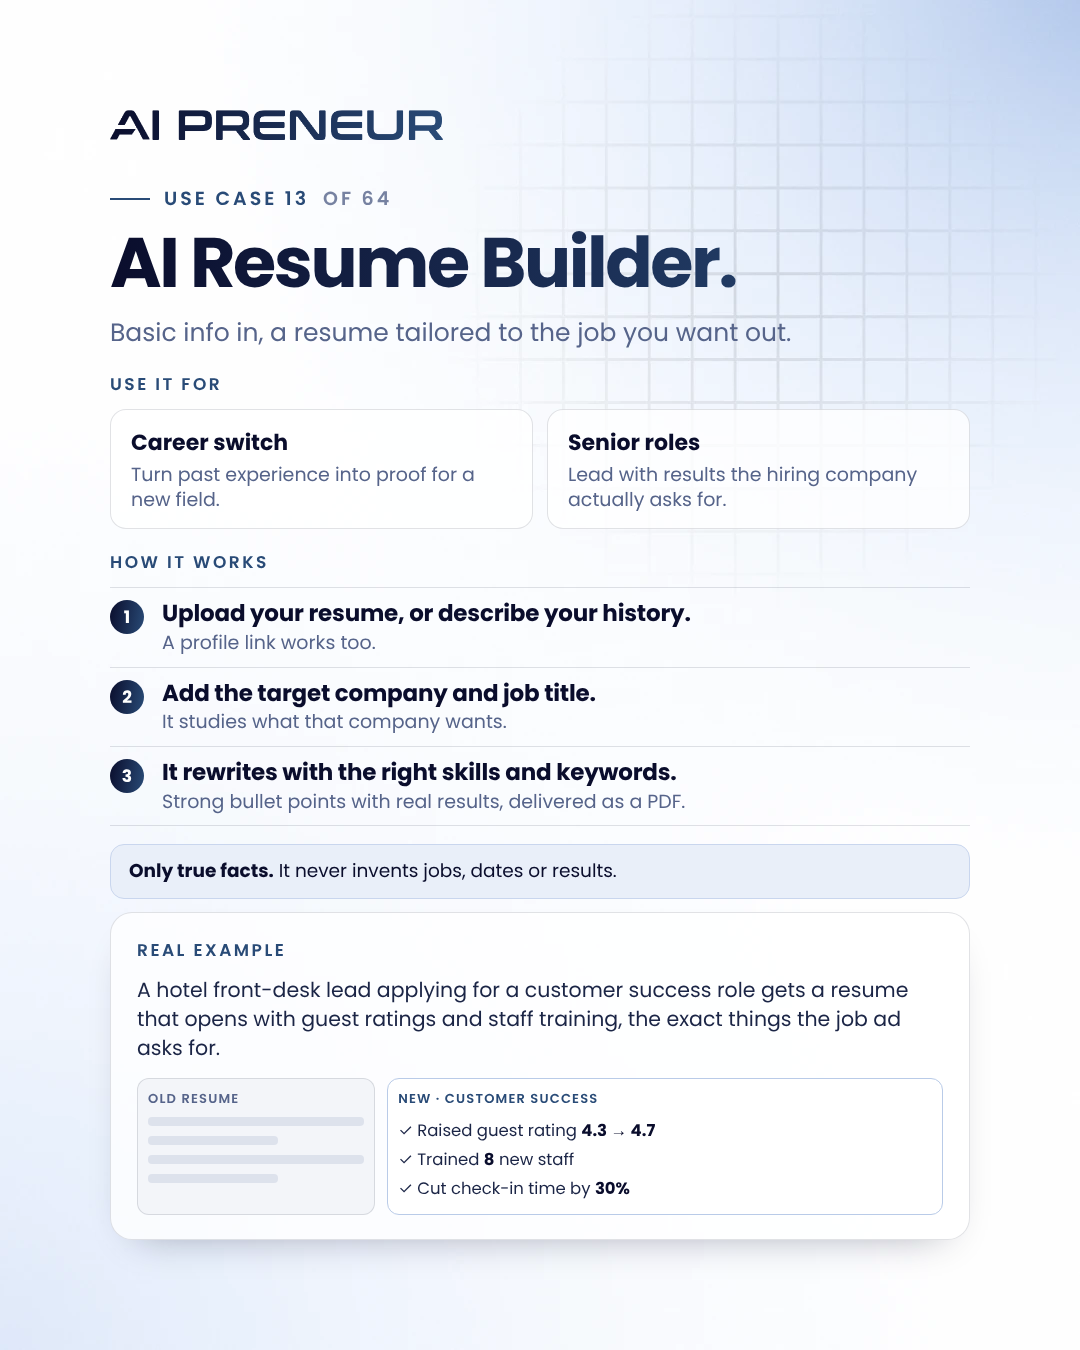 AI PRENEUR
USE CASE 13 OF 64
AI Resume Builder.
Basic info in, a resume tailored to the job you want out.
USE IT FOR
Career switch
Turn past experience into proof for a
new field.
Senior roles
Lead with results the hiring company
actually asks for.
HOW IT WORKS
1
Upload your resume, or describe your history.
A profile link works too.
2
Add the target company and job title.
It studies what that company wants.
3
It rewrites with the right skills and keywords.
Strong bullet points with real results, delivered as a PDF.
Only true facts. It never invents jobs, dates or results.
REAL EXAMPLE
A hotel front-desk lead applying for a customer success role gets a resume
that opens with guest ratings and staff training, the exact things the job ad
asks for.
OLD RESUME
NEW · CUSTOMER SUCCESS
✓ Raised guest rating 4.3 → 4.7
✓ Trained 8 new staff
✓ Cut check-in time by 30%